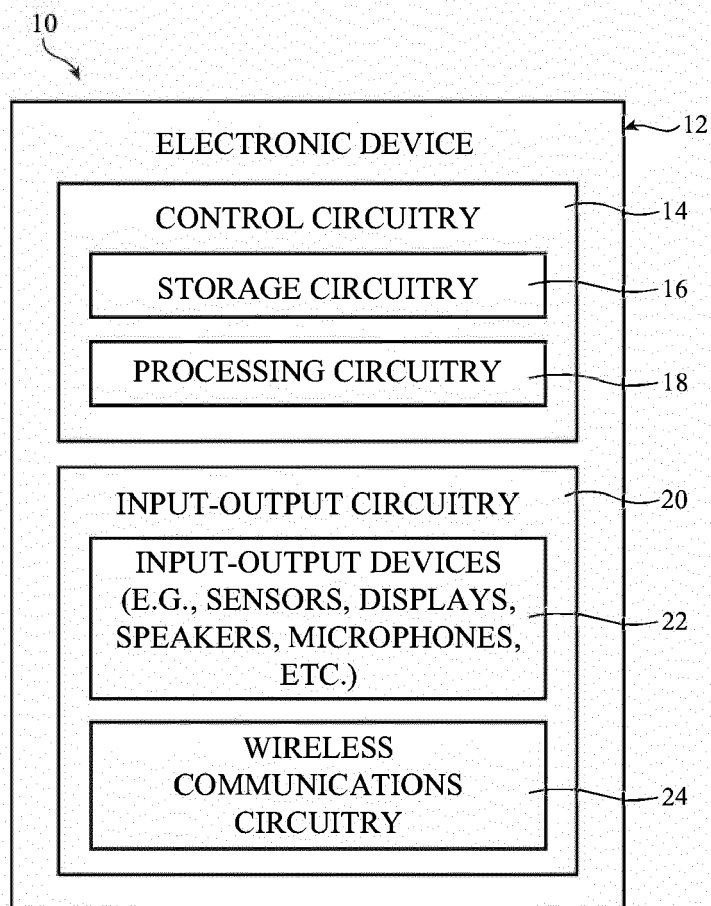 10
12
ELECTRONIC DEVICE
CONTROL CIRCUITRY
14
STORAGE CIRCUITRY
16
PROCESSING CIRCUITRY
18
INPUT-OUTPUT CIRCUITRY
20
INPUT-OUTPUT DEVICES
(E.G., SENSORS, DISPLAYS,
SPEAKERS, MICROPHONES,
ETC.)
22
WIRELESS
COMMUNICATIONS
CIRCUITRY
24